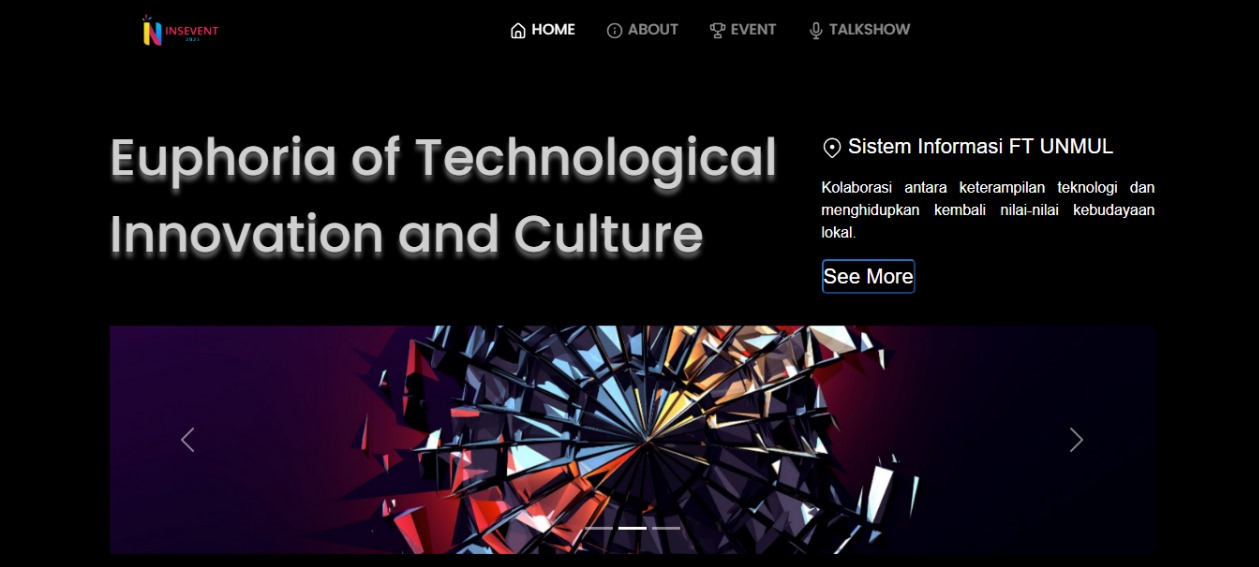 INSEVENT
2023
HOME
ABOUT
EVENT
TALKSHOW
Euphoria of Technological
Innovation and Culture
Sistem Informasi FT UNMUL
Kolaborasi antara keterampilan teknologi dan
menghidupkan kembali nilai-nilai kebudayaan
lokal.
See More